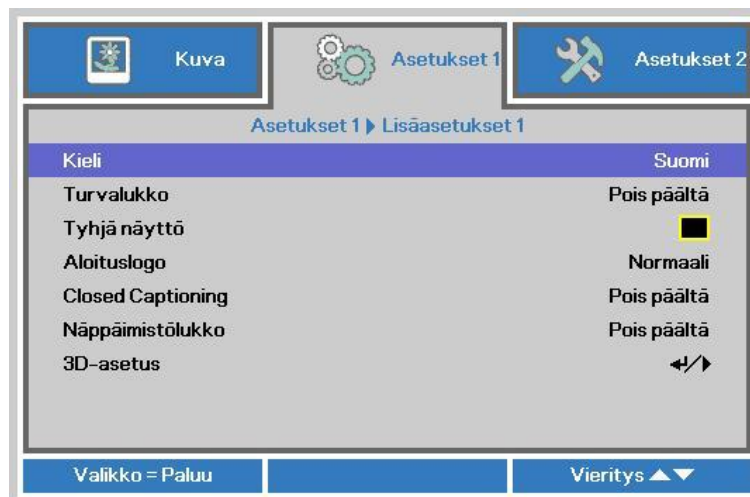 Kuva
Asetukset 1
Asetukset 2
Asetukset 1 Lisäasetukset 1
Kieli Suomi
Turvalukko Pois päältä
Tyhjä näyttö
Aloituslogo Normaali
Closed Captioning Pois päältä
Näppäimistölukko Pois päältä
3D-asetus
Valikko = Paluu
Vieritys